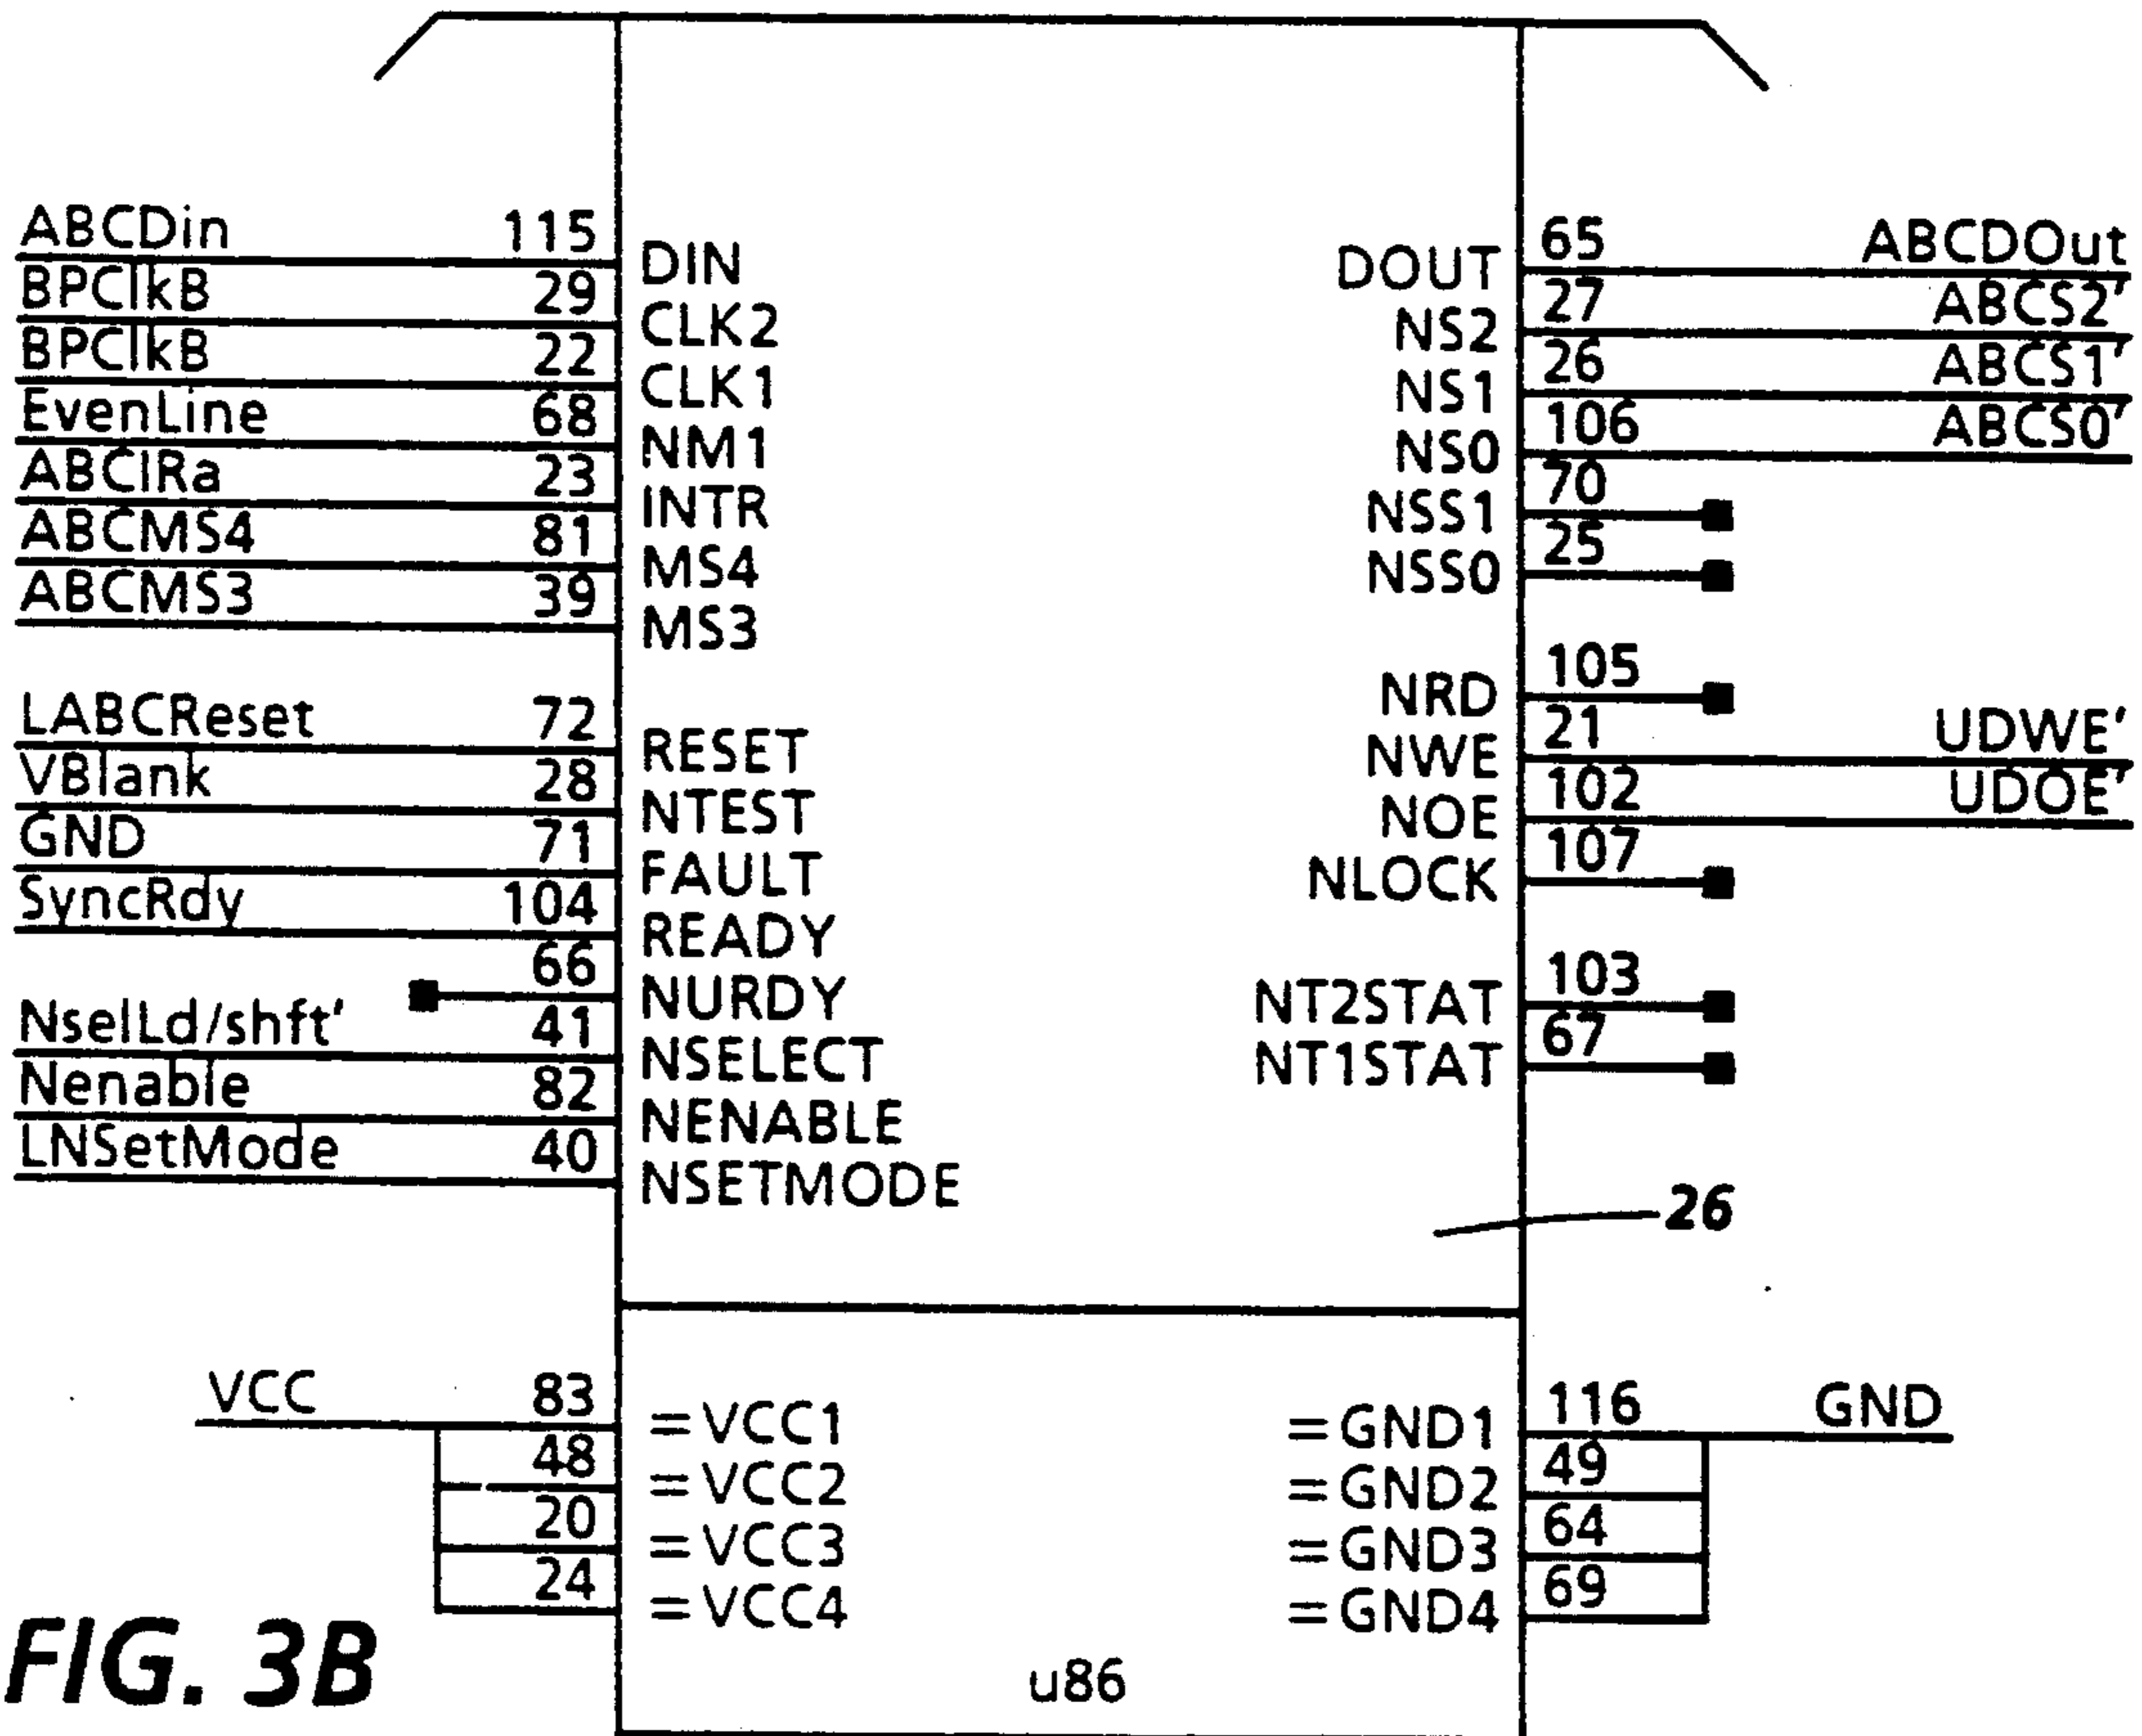 ABCDin 115 DIN DOUT 65 ABCDOut
BPClkB 29 CLK2 NS2 27 ABCS2'
BPClkB 22 CLK1 NS1 26 ABCS1'
EvenLine 68 NM1 NS0 106 ABCS0'
ABCIRa 23 INTR NSS1 70
ABCMS4 81 MS4 NSS0 25
ABCMS3 39 MS3
NRD 105
LABCReset 72 RESET NWE 21 UDWE'
VBlank 28 NTEST NOE 102 UDOE'
GND 71 FAULT NLOCK 107
SyncRdy 104 READY
66 NURDY NT2STAT 103
NselLd/shft' 41 NSELECT NT1STAT 67
Nenable 82 NENABLE
LNSetMode 40 NSETMODE
26
VCC 83 =VCC1 =GND1 116 GND
48 =VCC2 =GND2 49
20 =VCC3 =GND3 64
24 =VCC4 =GND4 69
FIG. 3B
u86